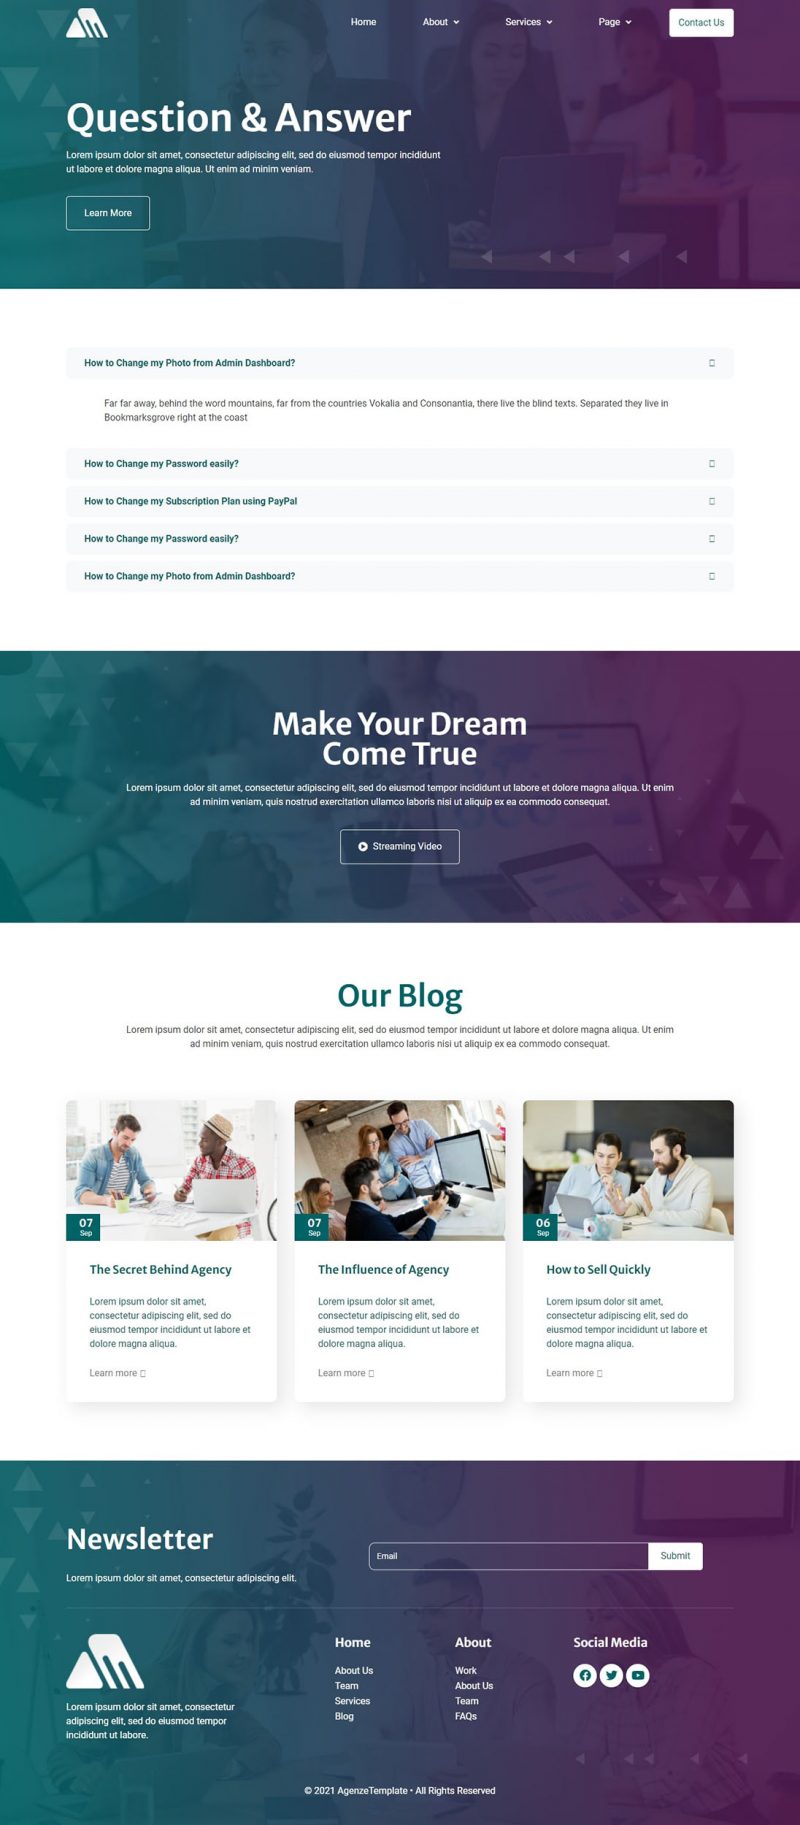 Home About Services Page Contact Us
Question & Answer
Lorem ipsum dolor sit amet, consectetur adipiscing elit, sed do eiusmod tempor incididunt
ut labore et dolore magna aliqua. Ut enim ad minim veniam.
Learn More
How to Change my Photo from Admin Dashboard?
Far far away, behind the word mountains, far from the countries Vokalia and Consonantia, there live the blind texts. Separated they live in
Bookmarksgrove right at the coast
How to Change my Password easily?
How to Change my Subscription Plan using PayPal
How to Change my Password easily?
How to Change my Photo from Admin Dashboard?
Make Your Dream
Come True
Lorem ipsum dolor sit amet, consectetur adipiscing elit, sed do eiusmod tempor incididunt ut labore et dolore magna aliqua. Ut enim
ad minim veniam, quis nostrud exercitation ullamco laboris nisi ut aliquip ex ea commodo consequat.
Streaming Video
Our Blog
Lorem ipsum dolor sit amet, consectetur adipiscing elit, sed do eiusmod tempor incididunt ut labore et dolore magna aliqua. Ut enim
ad minim veniam, quis nostrud exercitation ullamco laboris nisi ut aliquip ex ea commodo consequat.
07
Sep
The Secret Behind Agency
Lorem ipsum dolor sit amet,
consectetur adipiscing elit, sed do
eiusmod tempor incididunt ut labore et
dolore magna aliqua.
Learn more
07
Sep
The Influence of Agency
Lorem ipsum dolor sit amet,
consectetur adipiscing elit, sed do
eiusmod tempor incididunt ut labore et
dolore magna aliqua.
Learn more
06
Sep
How to Sell Quickly
Lorem ipsum dolor sit amet,
consectetur adipiscing elit, sed do
eiusmod tempor incididunt ut labore et
dolore magna aliqua.
Learn more
Newsletter
Lorem ipsum dolor sit amet, consectetur adipiscing elit.
Email
Submit
Lorem ipsum dolor sit amet, consectetur
adipiscing elit, sed do eiusmod tempor
incididunt ut labore.
Home
About Us
Team
Services
Blog
About
Work
About Us
Team
FAQs
Social Media
© 2021 AgenzeTemplate • All Rights Reserved